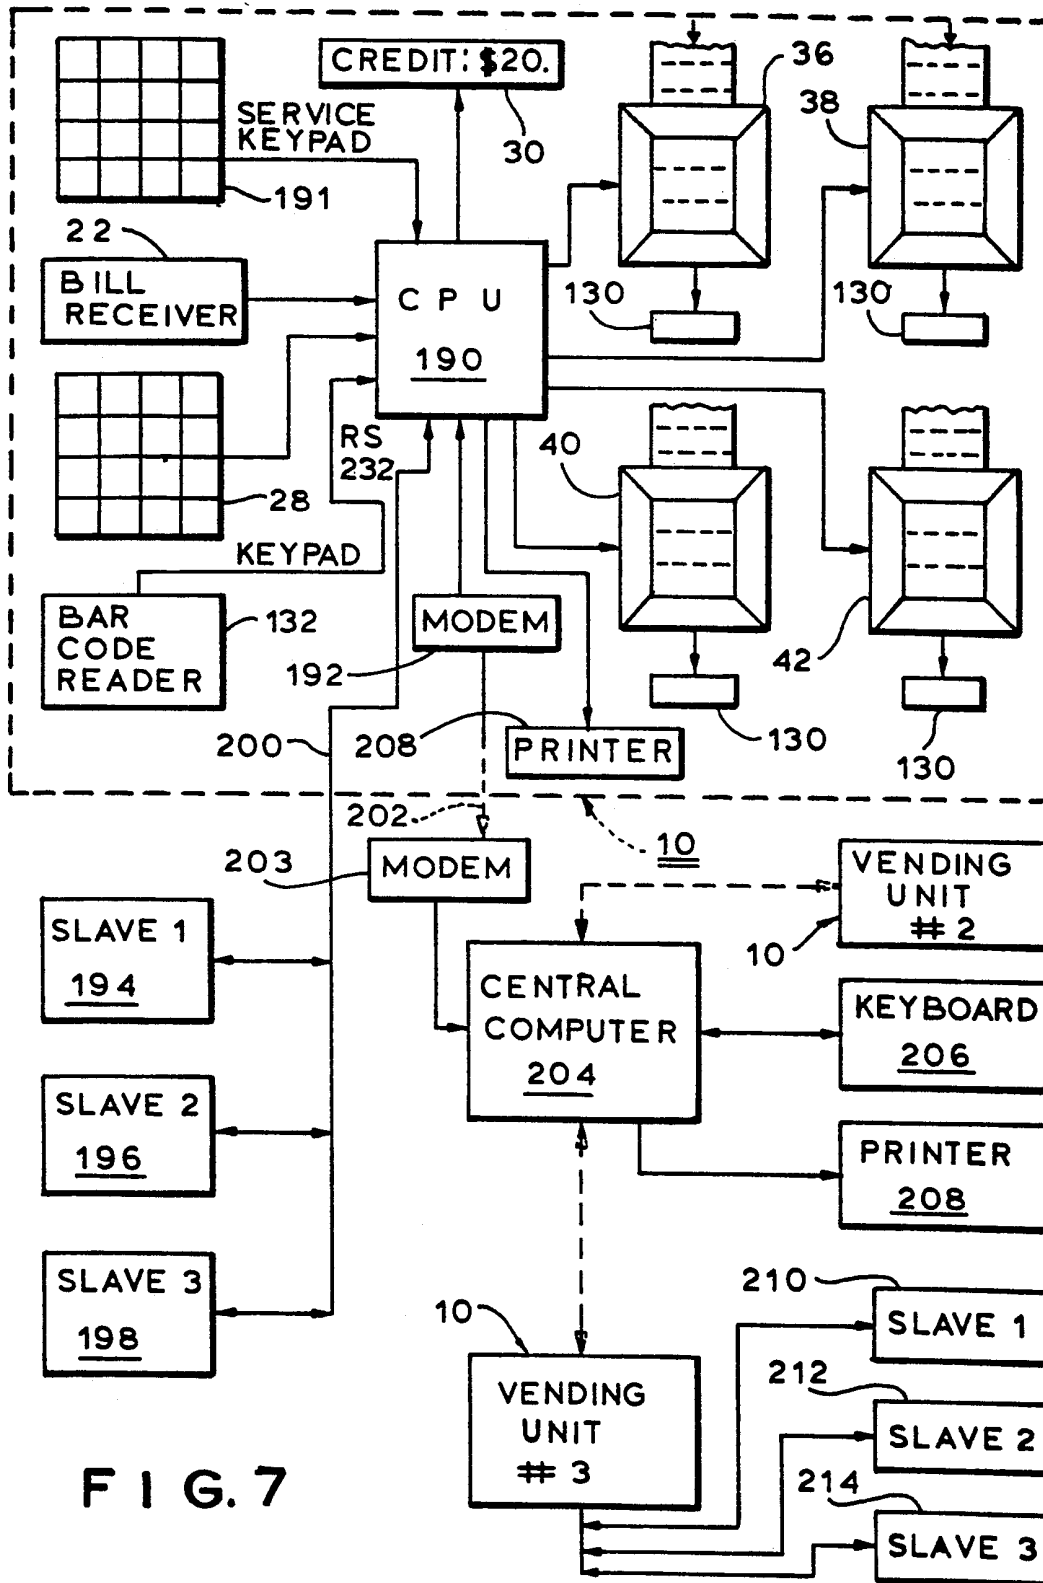 CREDIT: $20.
30
36
38
SERVICE
KEYPAD
191
22
BILL
RECEIVER
CPU
190
130
130
28
RS
232
KEYPAD
40
42
BAR
CODE
READER
132
MODEM
192
208
PRINTER
130
130
200
202
10
203
MODEM
VENDING
UNIT
# 2
10
SLAVE 1
194
CENTRAL
COMPUTER
204
KEYBOARD
206
SLAVE 2
196
PRINTER
208
SLAVE 3
198
10
VENDING
UNIT
# 3
210
SLAVE 1
212
SLAVE 2
214
SLAVE 3
FIG. 7